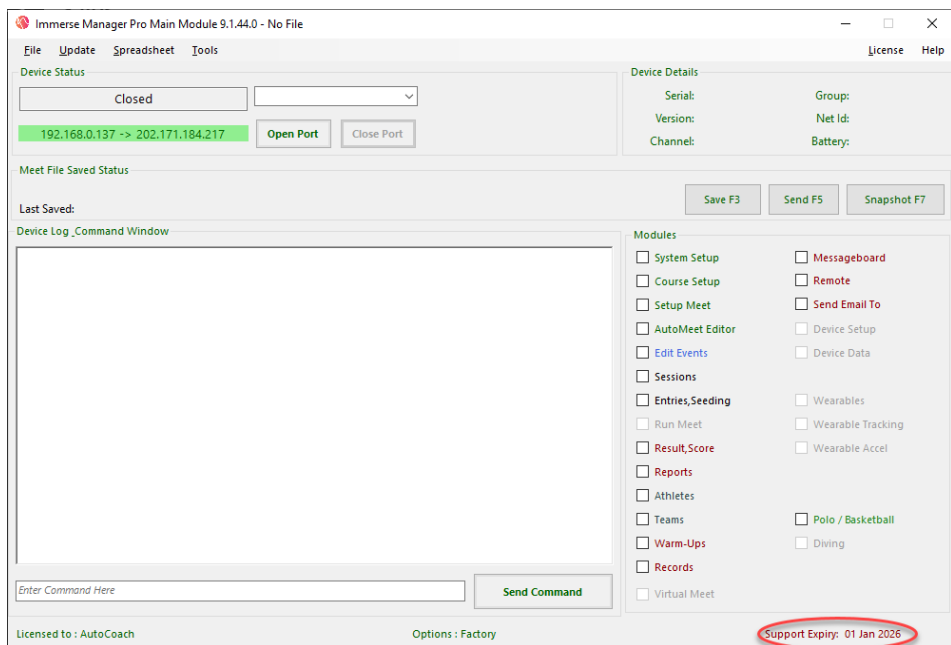 Immerse Manager Pro Main Module 9.1.44.0 - No File
File Update Spreadsheet Tools License Help
Device Status
Closed
192.168.0.137 -> 202.171.184.217
Open Port
Close Port
Device Details
Serial: Group:
Version: Net Id:
Channel: Battery:
Meet File Saved Status
Last Saved:
Save F3
Send F5
Snapshot F7
Device Log _Command Window
Enter Command Here
Send Command
Modules
System Setup
Course Setup
Setup Meet
AutoMeet Editor
Edit Events
Sessions
Entries,Seeding
Run Meet
Result,Score
Reports
Athletes
Teams
Warm-Ups
Records
Virtual Meet
Messageboard
Remote
Send Email To
Device Setup
Device Data
Wearables
Wearable Tracking
Wearable Accel
Polo / Basketball
Diving
Licensed to : AutoCoach
Options : Factory
Support Expiry: 01 Jan 2026